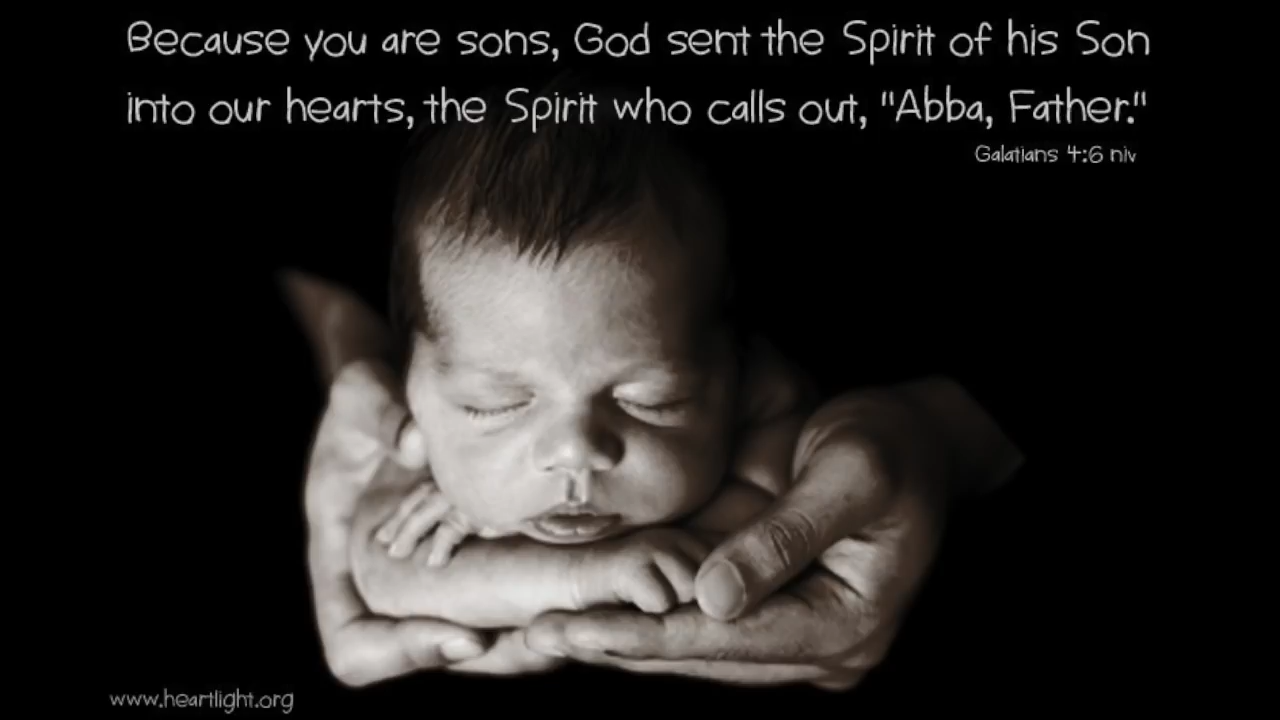 Because you are sons, God sent the Spirit of his Son
into our hearts, the Spirit who calls out, "Abba, Father."
Galatians 4:6 niv
www.heartlight.org